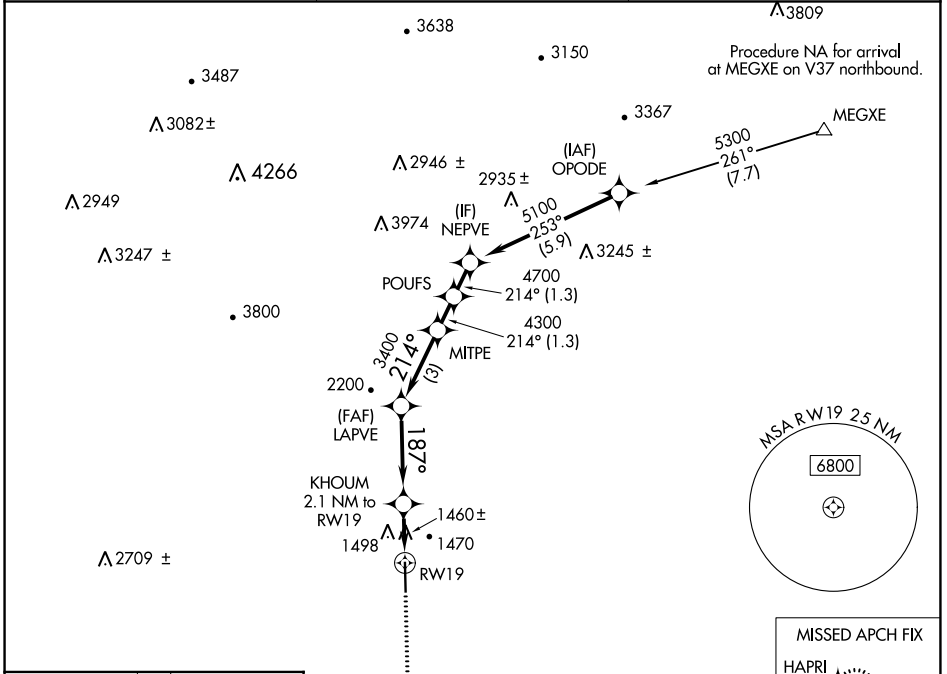 3809
3638
3150
Procedure NA for arrival
at MEGXE on V37 northbound.
3487
3082±
3367
MEGXE
5300
261°
(7.7)
(IAF)
OPODE
4266
2946 ±
2935 ±
2949
3974
(IF)
NEPVE
5100
253°
(5.9)
3247 ±
3245 ±
POUFS
4700
214° (1.3)
3800
4300
214° (1.3)
MITPE
3400
214°
(3)
2200
(FAF)
LAPVE
187°
MSA RW19 25 NM
6800
KHOUM
2.1 NM to
RW19
1460±
1498
1470
2709 ±
RW19
MISSED APCH FIX
HAPRI